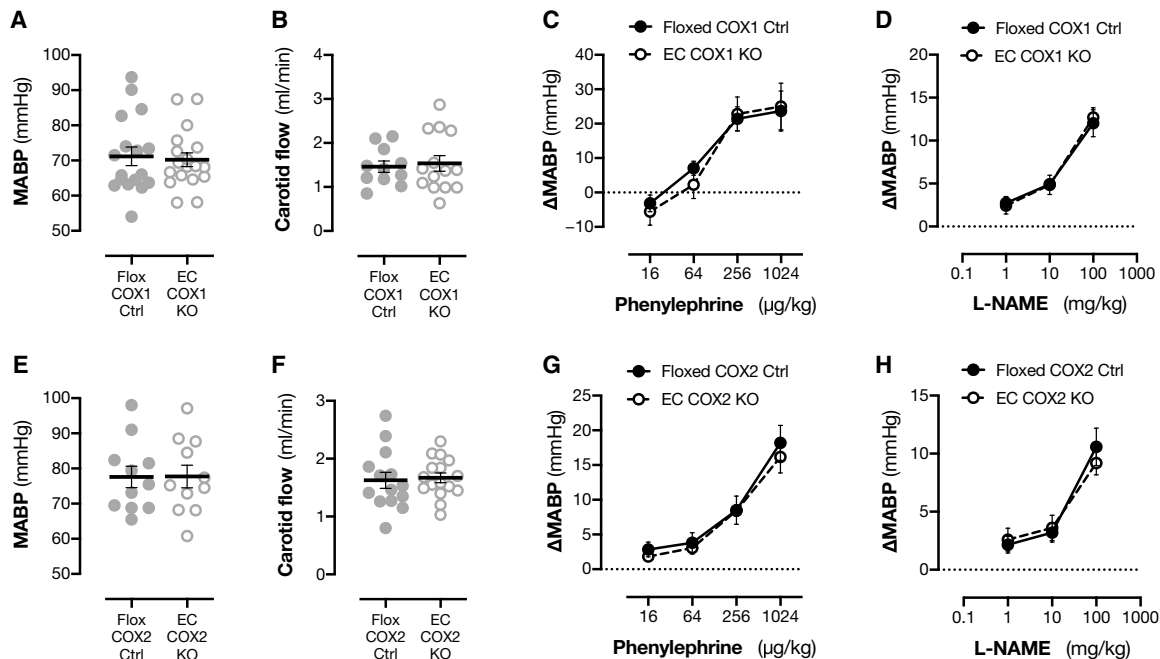 A
MABP (mmHg)
100
90
80
70
60
50
Flox
COX1
Ctrl
EC
COX1
KO
B
Carotid flow (ml/min)
4
3
2
1
0
Flox
COX1
Ctrl
EC
COX1
KO
C
Floxed COX1 Ctrl
EC COX1 KO
ΔMABP (mmHg)
40
30
20
10
0
−10
16 64 256 1024
Phenylephrine (µg/kg)
D
Floxed COX1 Ctrl
EC COX1 KO
ΔMABP (mmHg)
20
15
10
5
0
0.1 1 10 100 1000
L-NAME (mg/kg)
E
MABP (mmHg)
100
90
80
70
60
50
Flox
COX2
Ctrl
EC
COX2
KO
F
Carotid flow (ml/min)
3
2
1
0
Flox
COX2
Ctrl
EC
COX2
KO
G
Floxed COX2 Ctrl
EC COX2 KO
ΔMABP (mmHg)
25
20
15
10
5
0
16 64 256 1024
Phenylephrine (µg/kg)
H
Floxed COX2 Ctrl
EC COX2 KO
ΔMABP (mmHg)
15
10
5
0
0.1 1 10 100 1000
L-NAME (mg/kg)